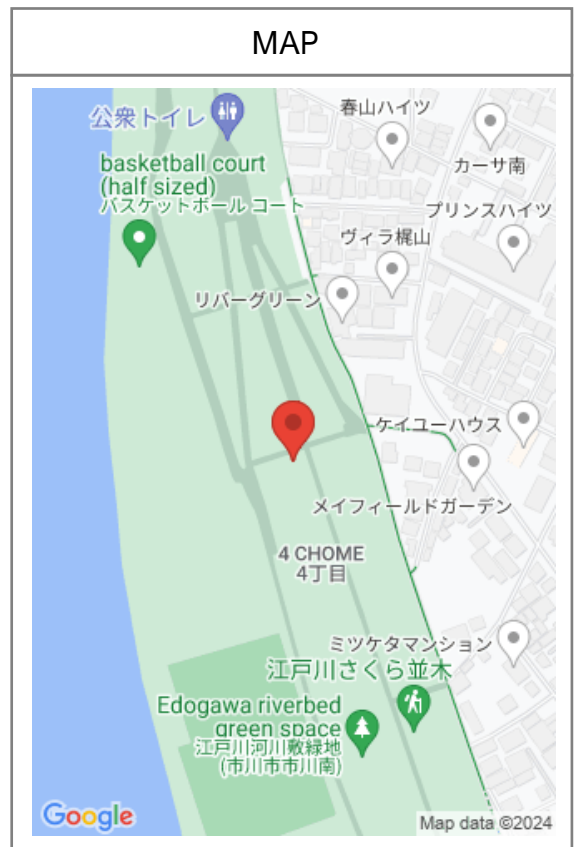 MAP
公衆トイレ
春山ハイツ
basketball court
(half sized)
バスケットボール コート
カーサ南
プリンスハイツ
ヴィラ梶山
リバーグリーン
ケイユーハウス
メイフィールドガーデン
4 CHOME
4丁目
ミツケタマンション
江戸川さくら並木
Edogawa riverbed
green space
江戸川河川敷緑地
(市川市市川南)
Google
Map data ©2024